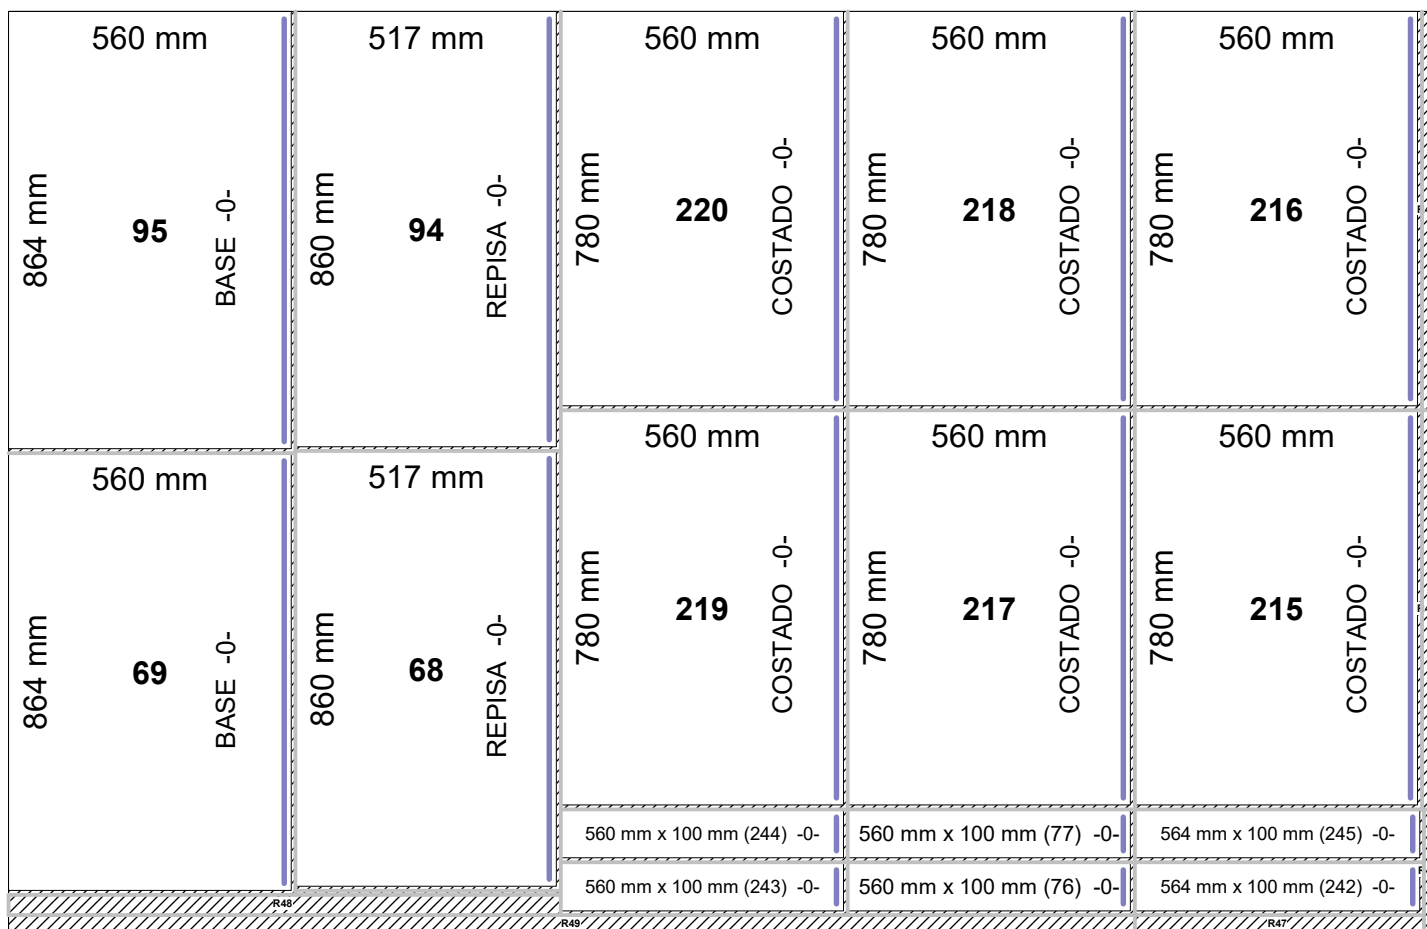 560 mm
864 mm
95
BASE -0-
517 mm
860 mm
94
REPISA -0-
560 mm
780 mm
220
COSTADO -0-
560 mm
780 mm
218
COSTADO -0-
560 mm
780 mm
216
COSTADO -0-
560 mm
864 mm
69
BASE -0-
517 mm
860 mm
68
REPISA -0-
560 mm
780 mm
219
COSTADO -0-
560 mm
780 mm
217
COSTADO -0-
560 mm
780 mm
215
COSTADO -0-
560 mm x 100 mm (244) -0-
560 mm x 100 mm (77) -0-
564 mm x 100 mm (245) -0-
560 mm x 100 mm (243) -0-
560 mm x 100 mm (76) -0-
564 mm x 100 mm (242) -0-
R48
R49
R47